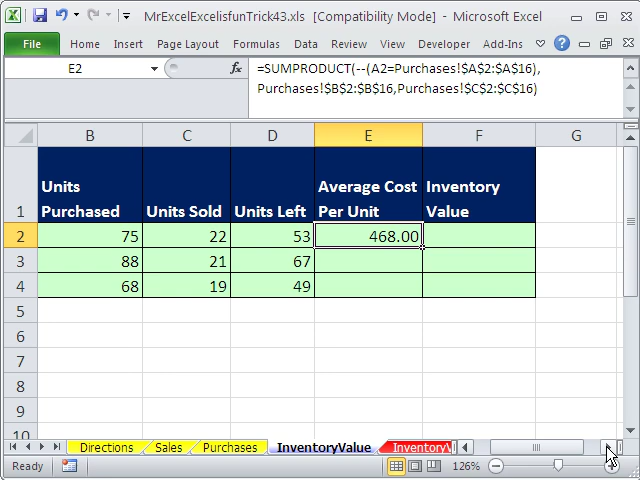 MrExcelExcelisfunTrick43.xls [Compatibility Mode] - Microsoft Excel
File Home Insert Page Layout Formulas Data Review View Developer Add-Ins
E2 fx =SUMPRODUCT(--(A2=Purchases!$A$2:$A$16),
Purchases!$B$2:$B$16,Purchases!$C$2:$C$16)
B C D E F G
1 Units Purchased Units Sold Units Left Average Cost Per Unit Inventory Value
2 75 22 53 468.00
3 88 21 67
4 68 19 49
5
6
7
8
9
10
Directions Sales Purchases InventoryValue InventoryV
Ready 126%